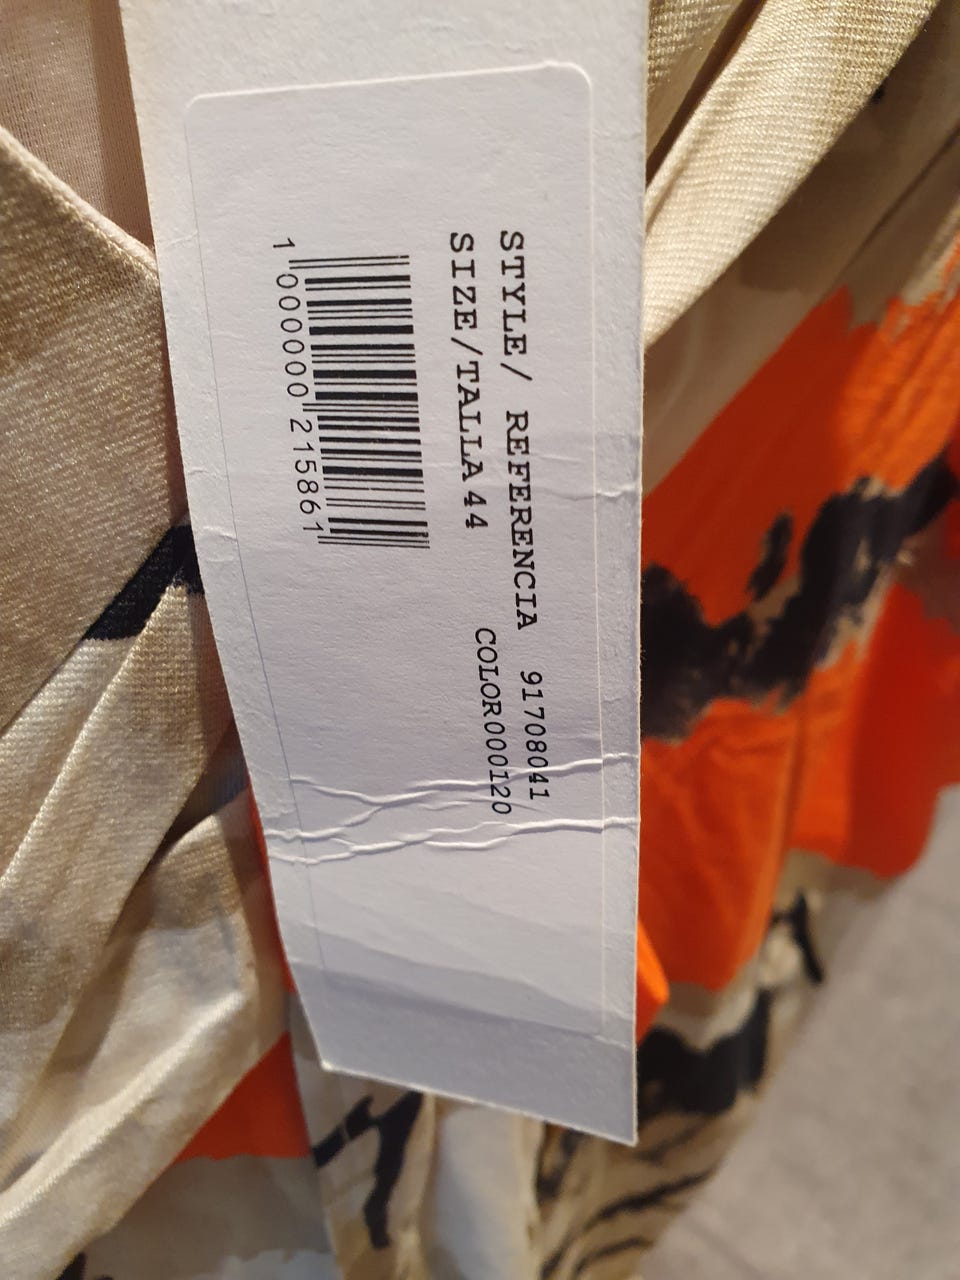 STYLE/ REFERENCIA 91708041
SIZE/TALLA 44 COLOR000120
1 000000 215861